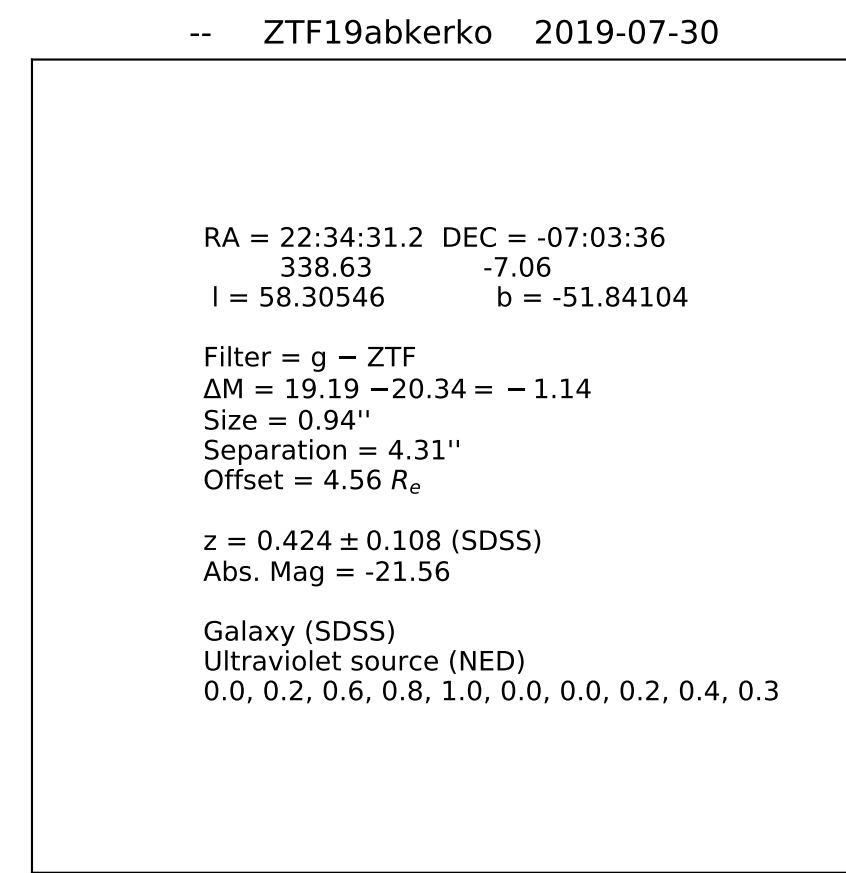 -- ZTF19abkerko 2019-07-30
RA = 22:34:31.2 DEC = -07:03:36
338.63 -7.06
l = 58.30546 b = -51.84104
Filter = g − ZTF
ΔM = 19.19 −20.34 = − 1.14
Size = 0.94''
Separation = 4.31''
Offset = 4.56 Re
z = 0.424 ± 0.108 (SDSS)
Abs. Mag = -21.56
Galaxy (SDSS)
Ultraviolet source (NED)
0.0, 0.2, 0.6, 0.8, 1.0, 0.0, 0.0, 0.2, 0.4, 0.3